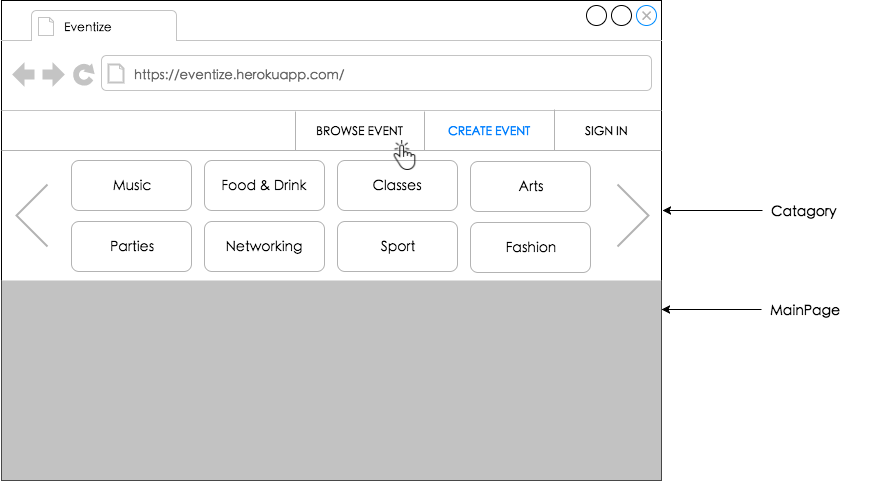 Eventize
https://eventize.herokuapp.com/
BROWSE EVENT CREATE EVENT SIGN IN
Music Food & Drink Classes Arts
Parties Networking Sport Fashion
Catagory
MainPage